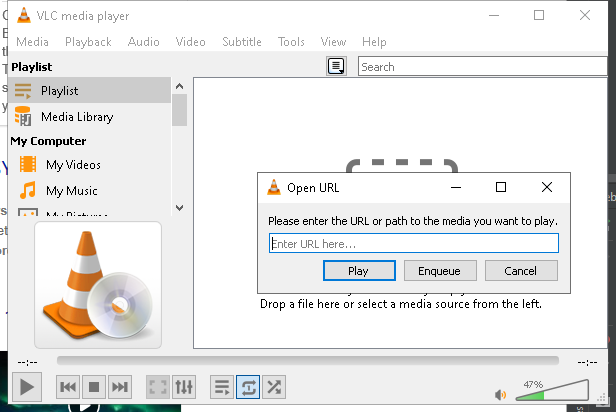 VLC media player
Media Playback Audio Video Subtitle Tools View Help
Playlist
Search
Playlist
Media Library
My Computer
My Videos
My Music
My Pictures
Open URL
Please enter the URL or path to the media you want to play.
Enter URL here...
Play Enqueue Cancel
Drop a file here or select a media source from the left.
--:-- --:--
47%